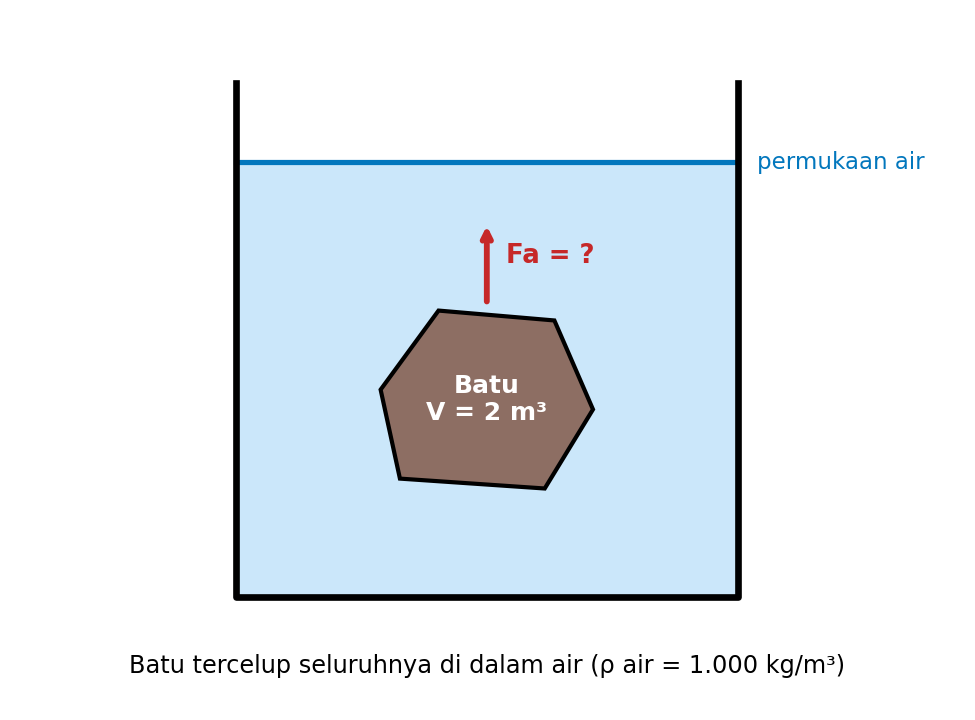 permukaan air
Fa = ?
Batu
V = 2 m³
Batu tercelup seluruhnya di dalam air (ρ air = 1.000 kg/m³)